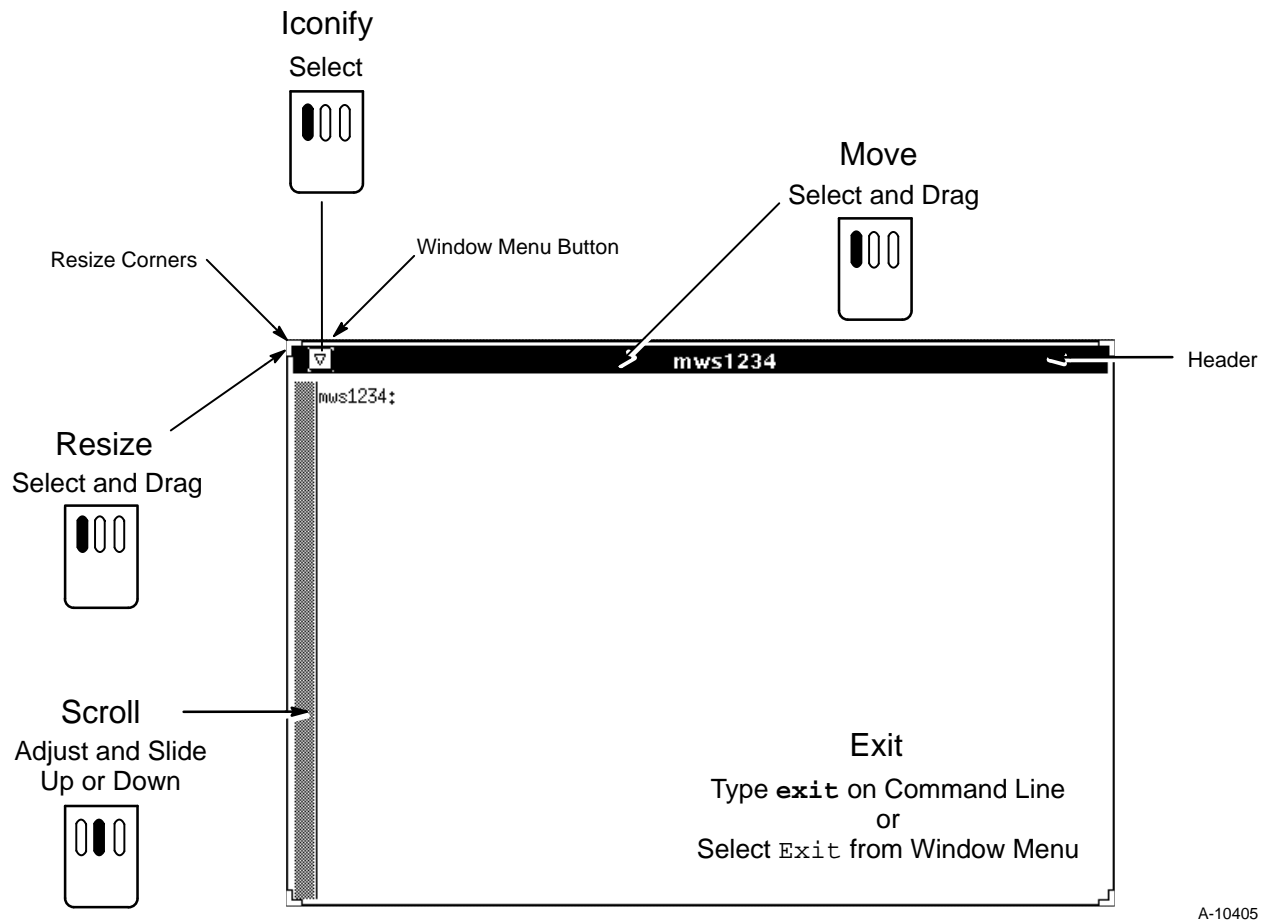 Iconify
Select
Move
Select and Drag
Window Menu Button
Resize Corners
mws1234
Header
mws1234:
Resize
Select and Drag
Scroll
Adjust and Slide
Up or Down
Exit
Type exit on Command Line
or
Select Exit from Window Menu
A-10405